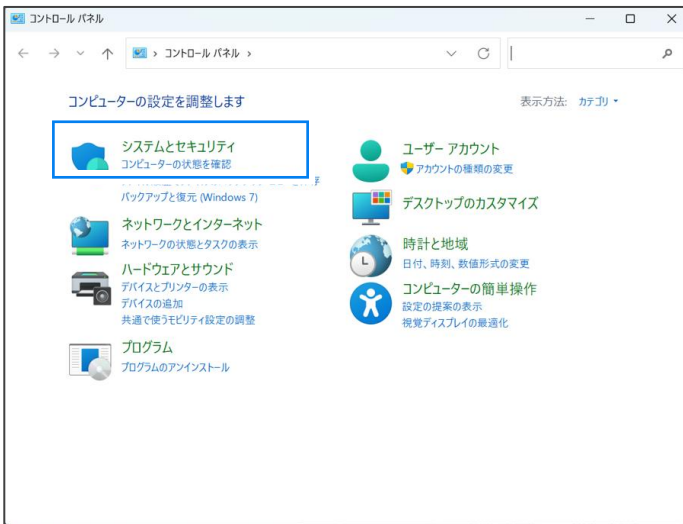 コントロール パネル
コントロール パネル
コンピューターの設定を調整します
表示方法: カテゴリ
システムとセキュリティ
コンピューターの状態を確認
バックアップと復元 (Windows 7)
ネットワークとインターネット
ネットワークの状態とタスクの表示
ハードウェアとサウンド
デバイスとプリンターの表示
デバイスの追加
共通で使うモビリティ設定の調整
プログラム
プログラムのアンインストール
ユーザー アカウント
アカウントの種類の変更
デスクトップのカスタマイズ
時計と地域
日付、時刻、数値形式の変更
コンピューターの簡単操作
設定の提案の表示
視覚ディスプレイの最適化